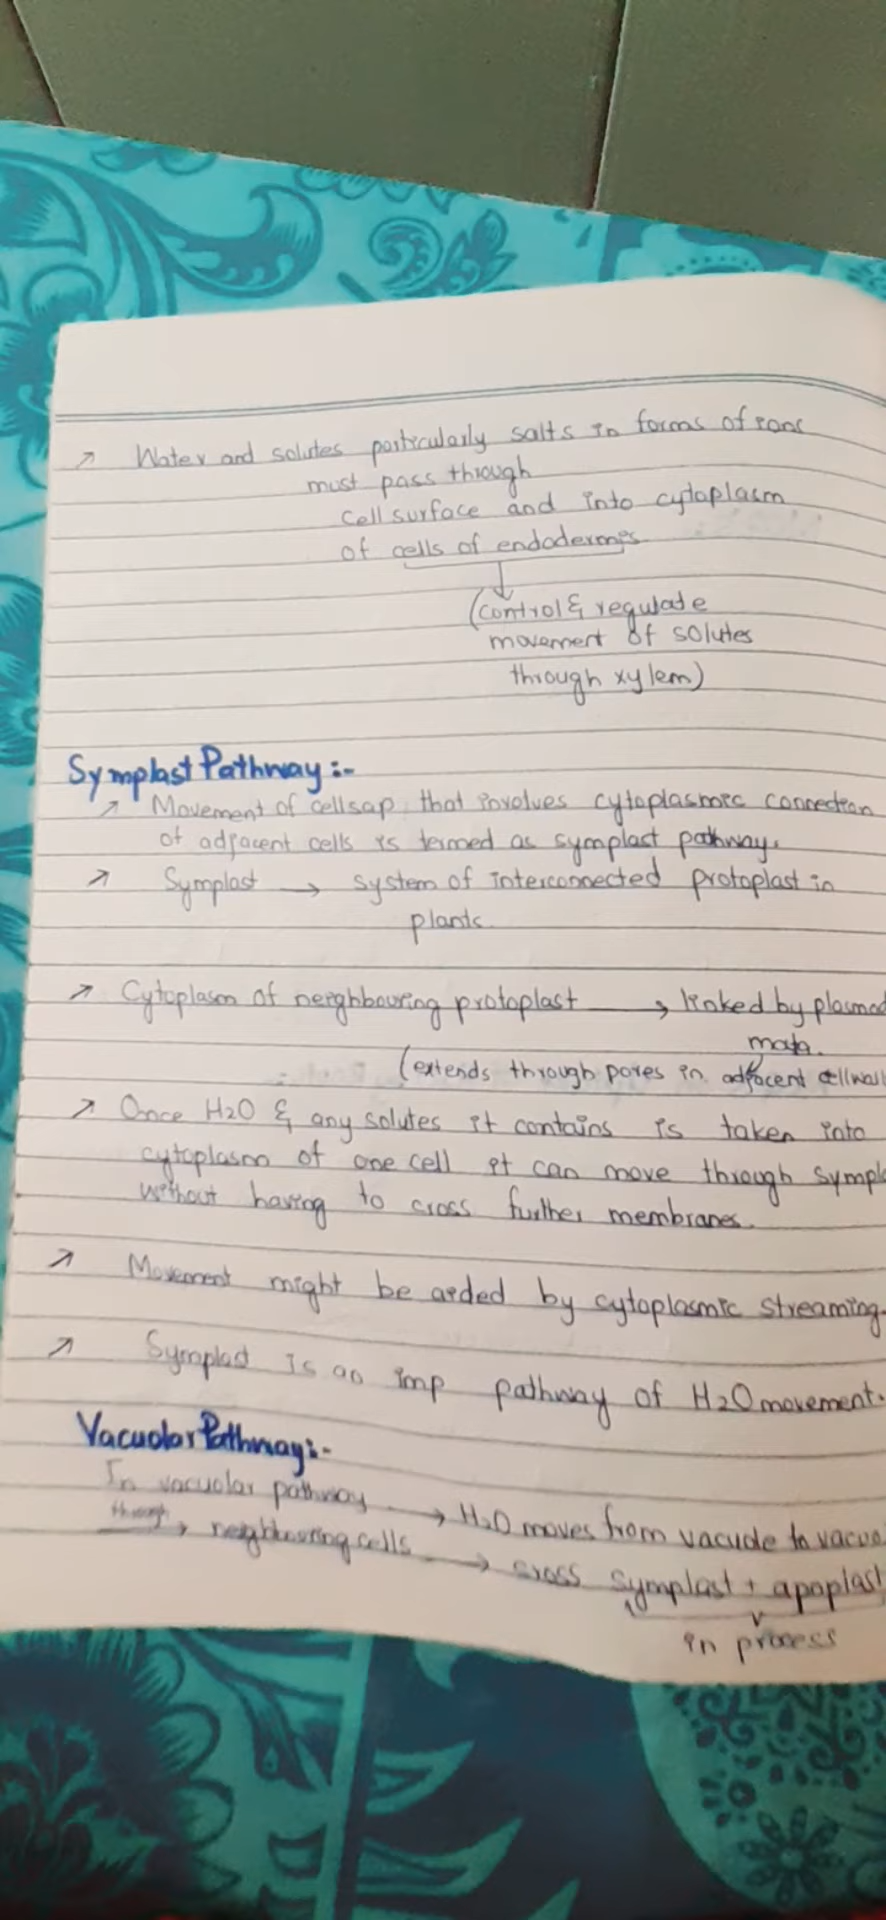 ↗ Water and solutes particularly salts in forms of ions
must pass through
cell surface and into cytoplasm
of cells of endodermis
↓
(control & regulate
movement of solutes
through xylem)
Symplast Pathway:-
↗ Movement of cellsap that involves cytoplasmic connection
of adjacent cells is termed as symplast pathway.
↗ Symplast → system of interconnected protoplast in
plants.
↗ Cytoplasm of neighbouring protoplast → linked by plasmod
mata.
(extends through pores in adjacent cellwall
↗ Once H2O & any solutes it contains is taken into
cytoplasm of one cell it can move through sympla
without having to cross further membranes.
↗ Movement might be aided by cytoplasmic streaming.
↗ Symplast is an imp pathway of H2O movement.
Vacuolar Pathway:-
In vacuolar pathway → H2O moves from vacuole to vacuo
through → neighbouring cells → cross symplast + apoplast
in process